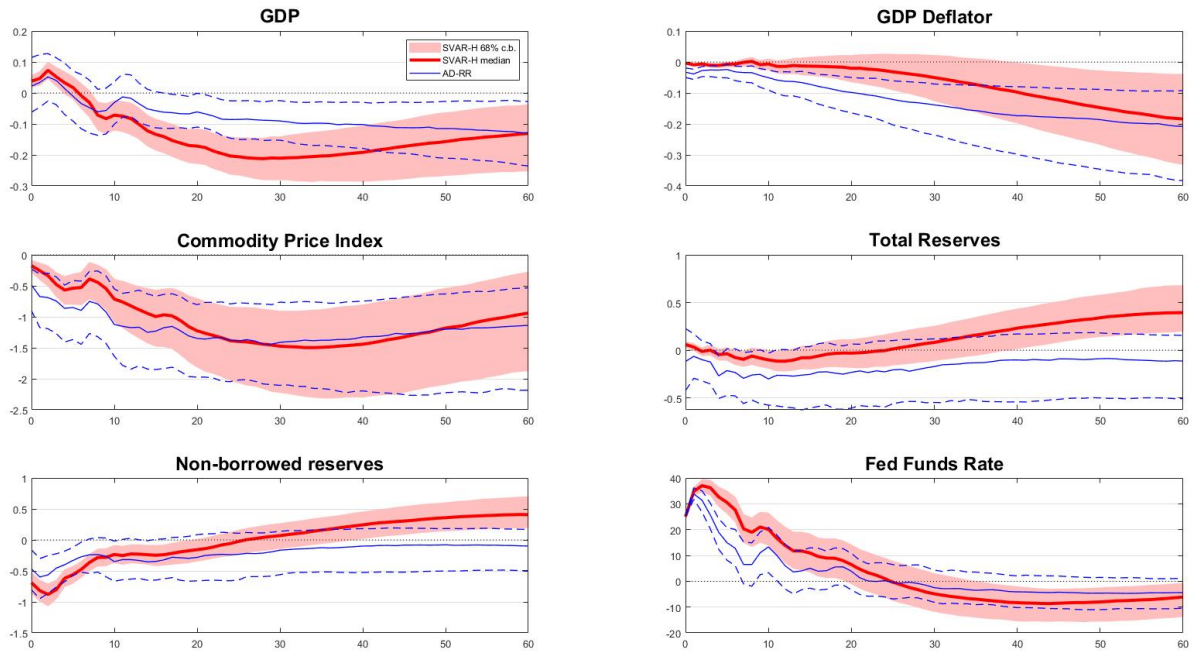 GDP
0.2
0.1
0
-0.1
-0.2
-0.3
0 10 20 30 40 50 60
SVAR-H 68% c.b.
SVAR-H median
AD-RR
GDP Deflator
0.1
0
-0.1
-0.2
-0.3
-0.4
0 10 20 30 40 50 60
Commodity Price Index
0
-0.5
-1
-1.5
-2
-2.5
0 10 20 30 40 50 60
Total Reserves
1
0.5
0
-0.5
0 10 20 30 40 50 60
Non-borrowed reserves
1
0.5
0
-0.5
-1
-1.5
0 10 20 30 40 50 60
Fed Funds Rate
40
30
20
10
0
-10
-20
0 10 20 30 40 50 60